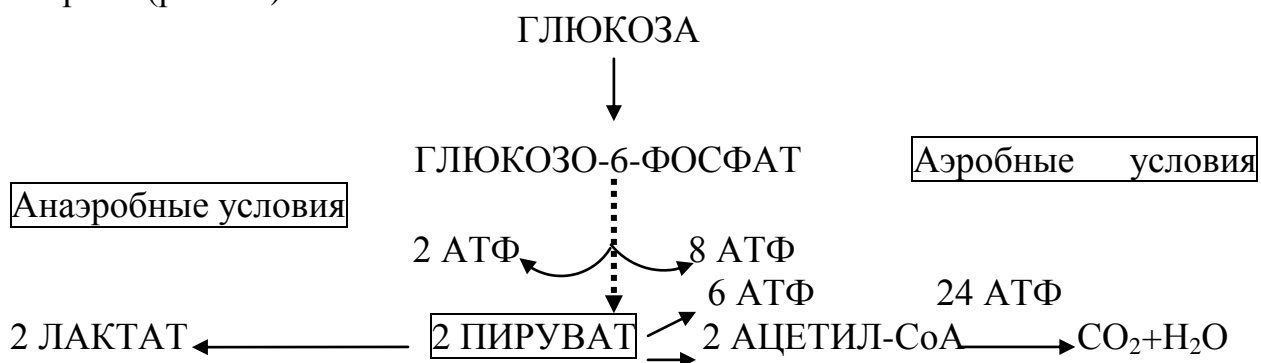 ГЛЮКОЗА
ГЛЮКОЗО-6-ФОСФАТ
Аэробные условия
Анаэробные условия
2 АТФ 8 АТФ
6 АТФ 24 АТФ
2 ЛАКТАТ 2 ПИРУВАТ 2 АЦЕТИЛ-CoA CO₂+H₂O